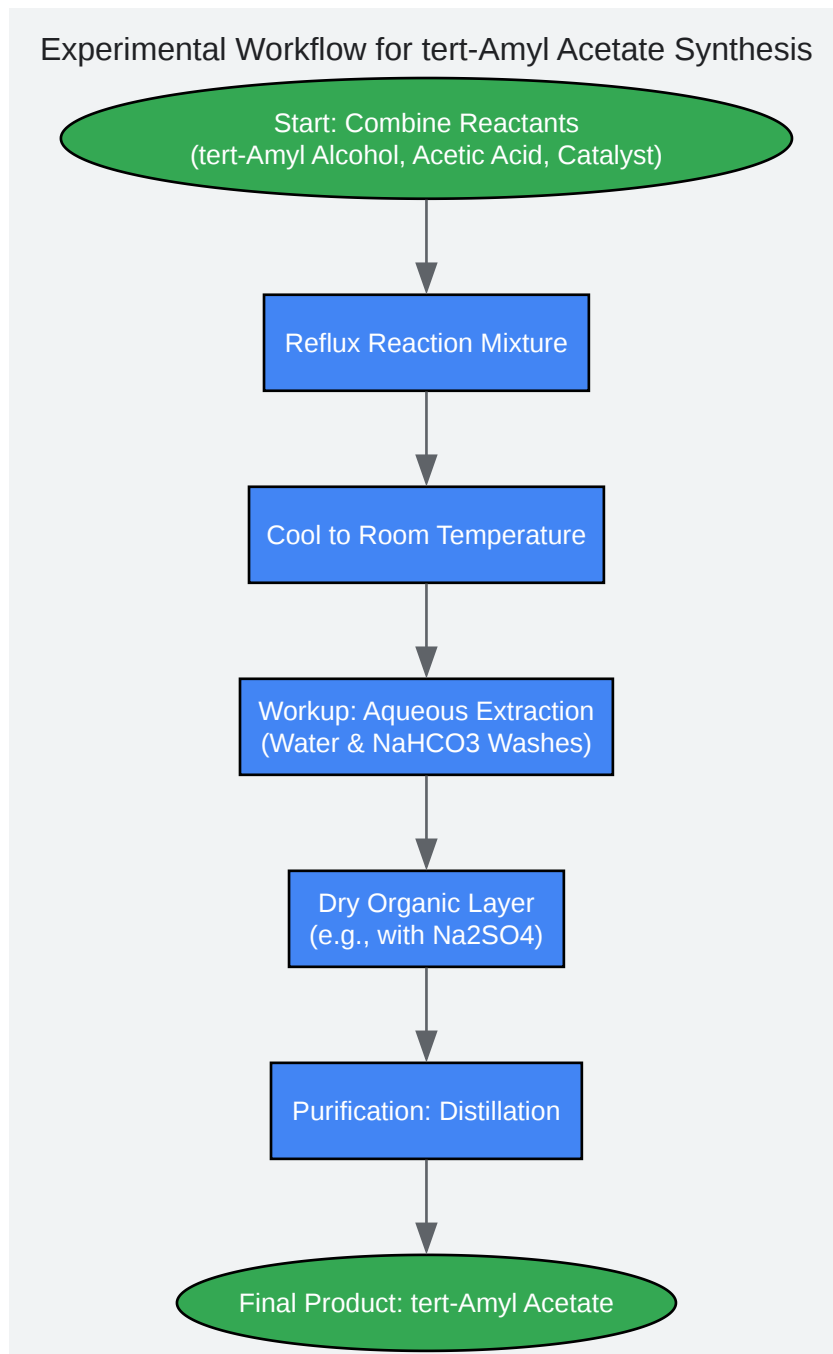 Experimental Workflow for tert-Amyl Acetate Synthesis
Start: Combine Reactants
(tert-Amyl Alcohol, Acetic Acid, Catalyst)
Reflux Reaction Mixture
Cool to Room Temperature
Workup: Aqueous Extraction
(Water & NaHCO3 Washes)
Dry Organic Layer
(e.g., with Na2SO4)
Purification: Distillation
Final Product: tert-Amyl Acetate